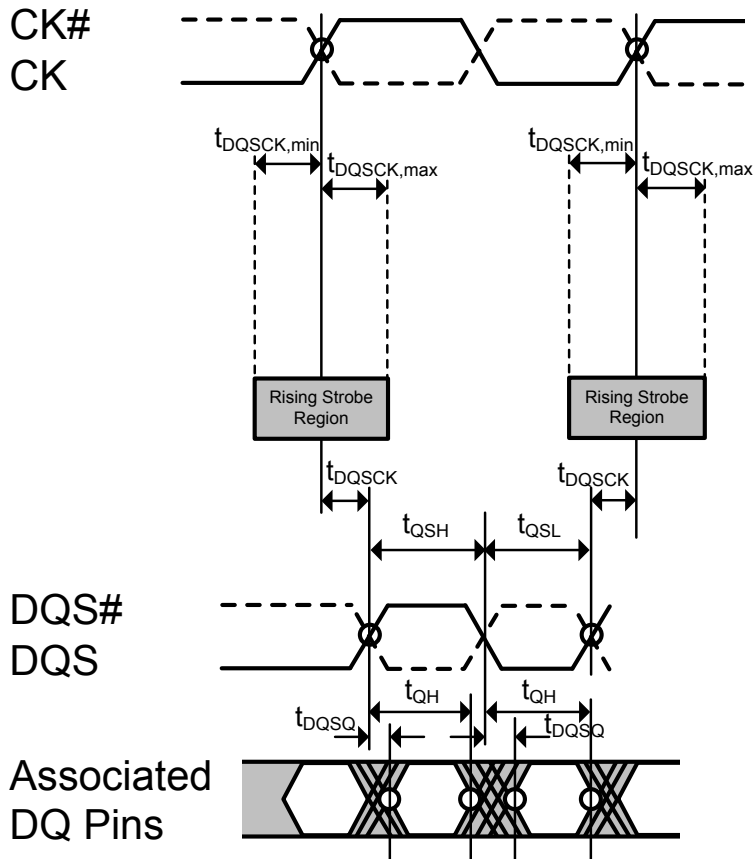 CK#
CK
tDQSCK,min
tDQSCK,max
tDQSCK,min
tDQSCK,max
Rising Strobe
Region
Rising Strobe
Region
tDQSCK
tDQSCK
tQSH
tQSL
DQS#
DQS
tQH
tQH
tDQSQ
tDQSQ
Associated
DQ Pins